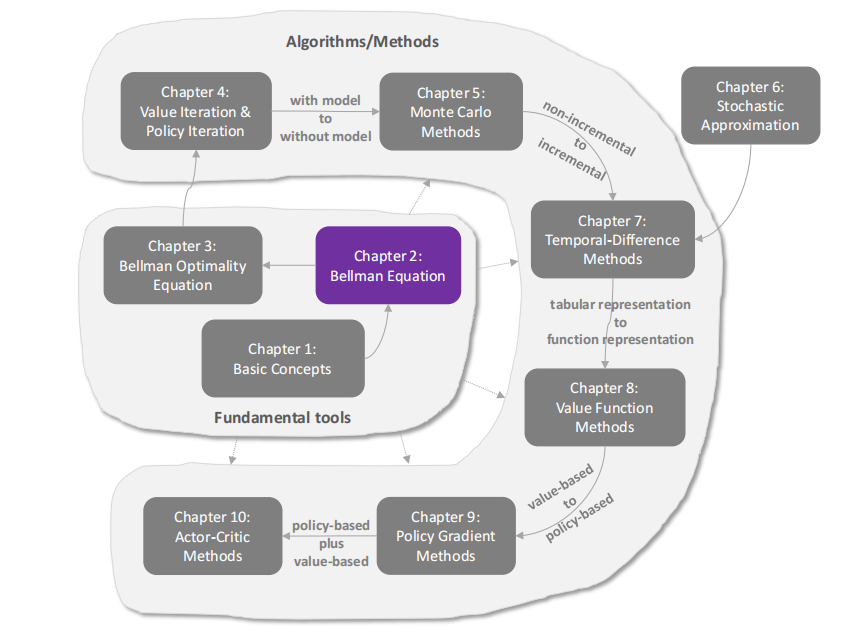 Algorithms/Methods
Chapter 4:
Value Iteration &
Policy Iteration
with model
to
without model
Chapter 5:
Monte Carlo
Methods
non-incremental
to
incremental
Chapter 6:
Stochastic
Approximation
Chapter 7:
Temporal-Difference
Methods
Chapter 3:
Bellman Optimality
Equation
Chapter 2:
Bellman Equation
Chapter 1:
Basic Concepts
Fundamental tools
tabular representation
to
function representation
Chapter 8:
Value Function
Methods
value-based
to
policy-based
Chapter 9:
Policy Gradient
Methods
policy-based
plus
value-based
Chapter 10:
Actor-Critic
Methods